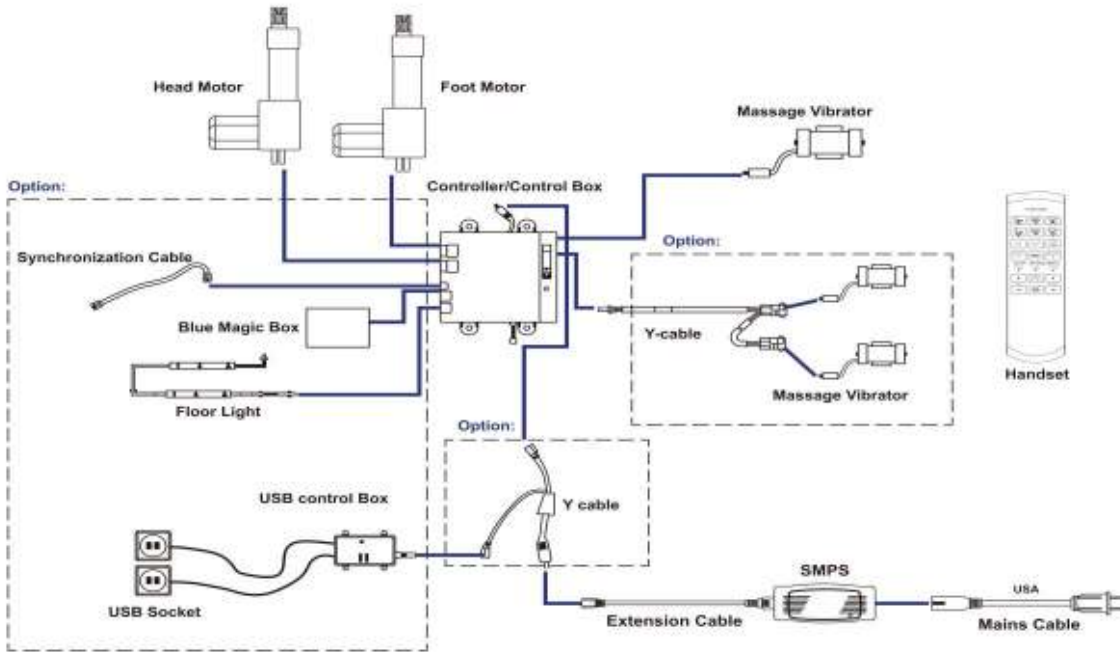 Head Motor
Foot Motor
Massage Vibrator
Option:
Controller/Control Box
Synchronization Cable
Option:
Blue Magic Box
Y-cable
Floor Light
Massage Vibrator
Handset
Option:
USB control Box
Y cable
USB Socket
SMPS
USA
Extension Cable
Mains Cable